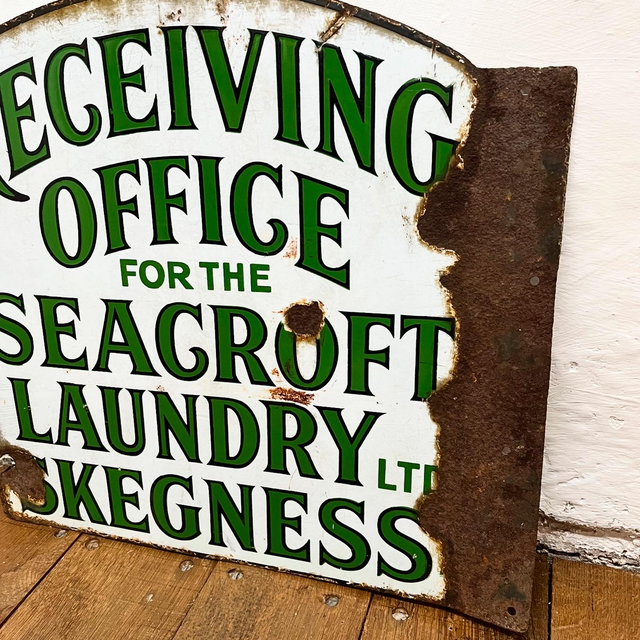 RECEIVING
OFFICE
FOR THE
SEACROFT
LAUNDRY LTD
SKEGNESS